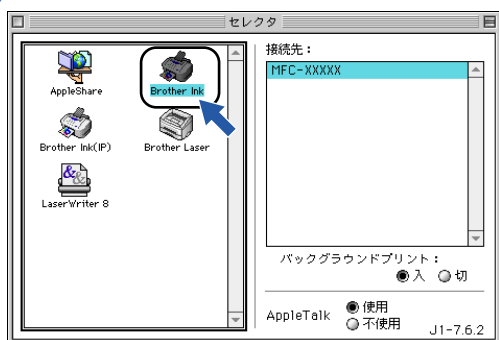 セレクタ
AppleShare
Brother Ink
Brother Ink(IP)
Brother Laser
LaserWriter 8
接続先：
MFC-XXXXX
バックグラウンドプリント：
入 切
AppleTalk
使用
不使用
J1-7.6.2